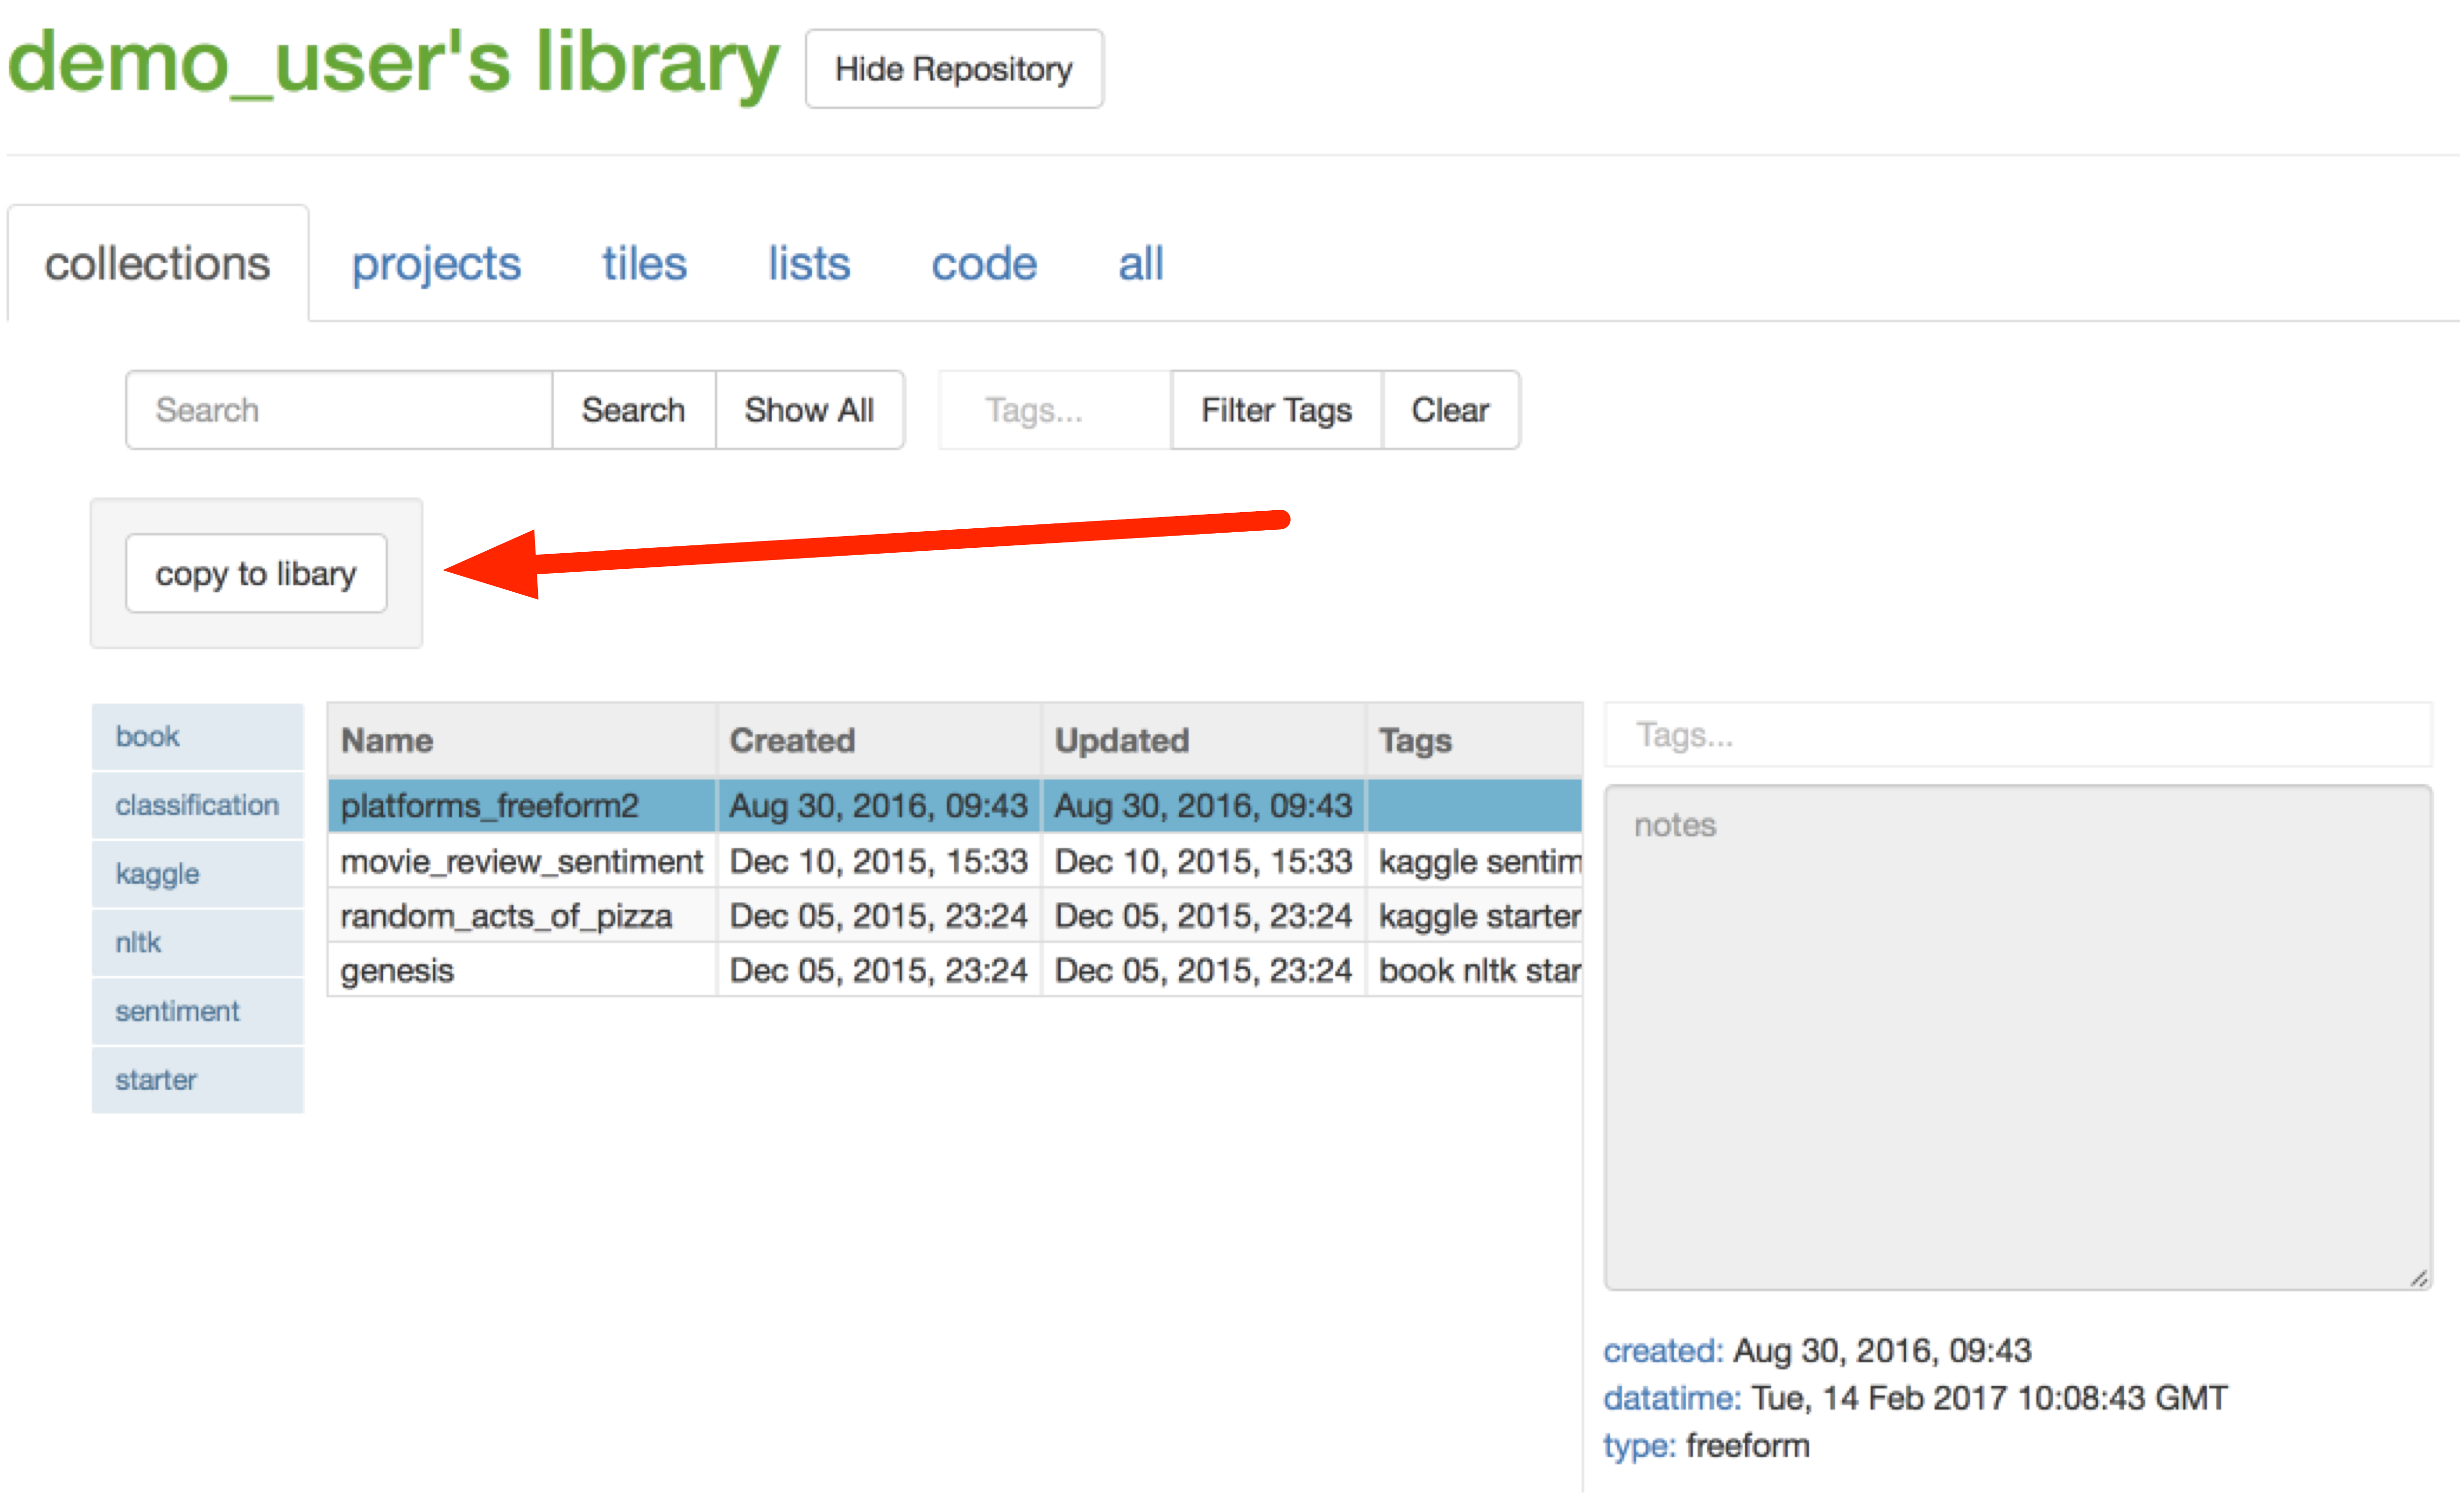 demo_user's library Hide Repository
collections projects tiles lists code all
Search Search Show All Tags... Filter Tags Clear
copy to libary
book
classification
kaggle
nltk
sentiment
starter
Name Created Updated Tags
platforms_freeform2 Aug 30, 2016, 09:43 Aug 30, 2016, 09:43
movie_review_sentiment Dec 10, 2015, 15:33 Dec 10, 2015, 15:33 kaggle sentim
random_acts_of_pizza Dec 05, 2015, 23:24 Dec 05, 2015, 23:24 kaggle starter
genesis Dec 05, 2015, 23:24 Dec 05, 2015, 23:24 book nltk star
Tags...
notes
created: Aug 30, 2016, 09:43
datatime: Tue, 14 Feb 2017 10:08:43 GMT
type: freeform